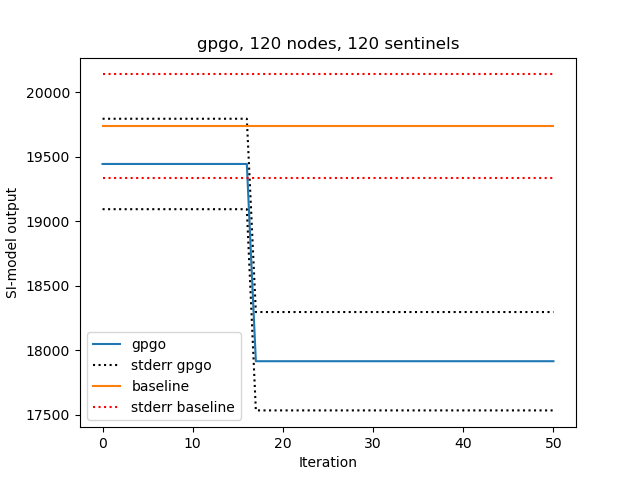 gpgo, 120 nodes, 120 sentinels
SI-model output
20000
19500
19000
18500
18000
17500
gpgo
stderr gpgo
baseline
stderr baseline
0 10 20 30 40 50
Iteration